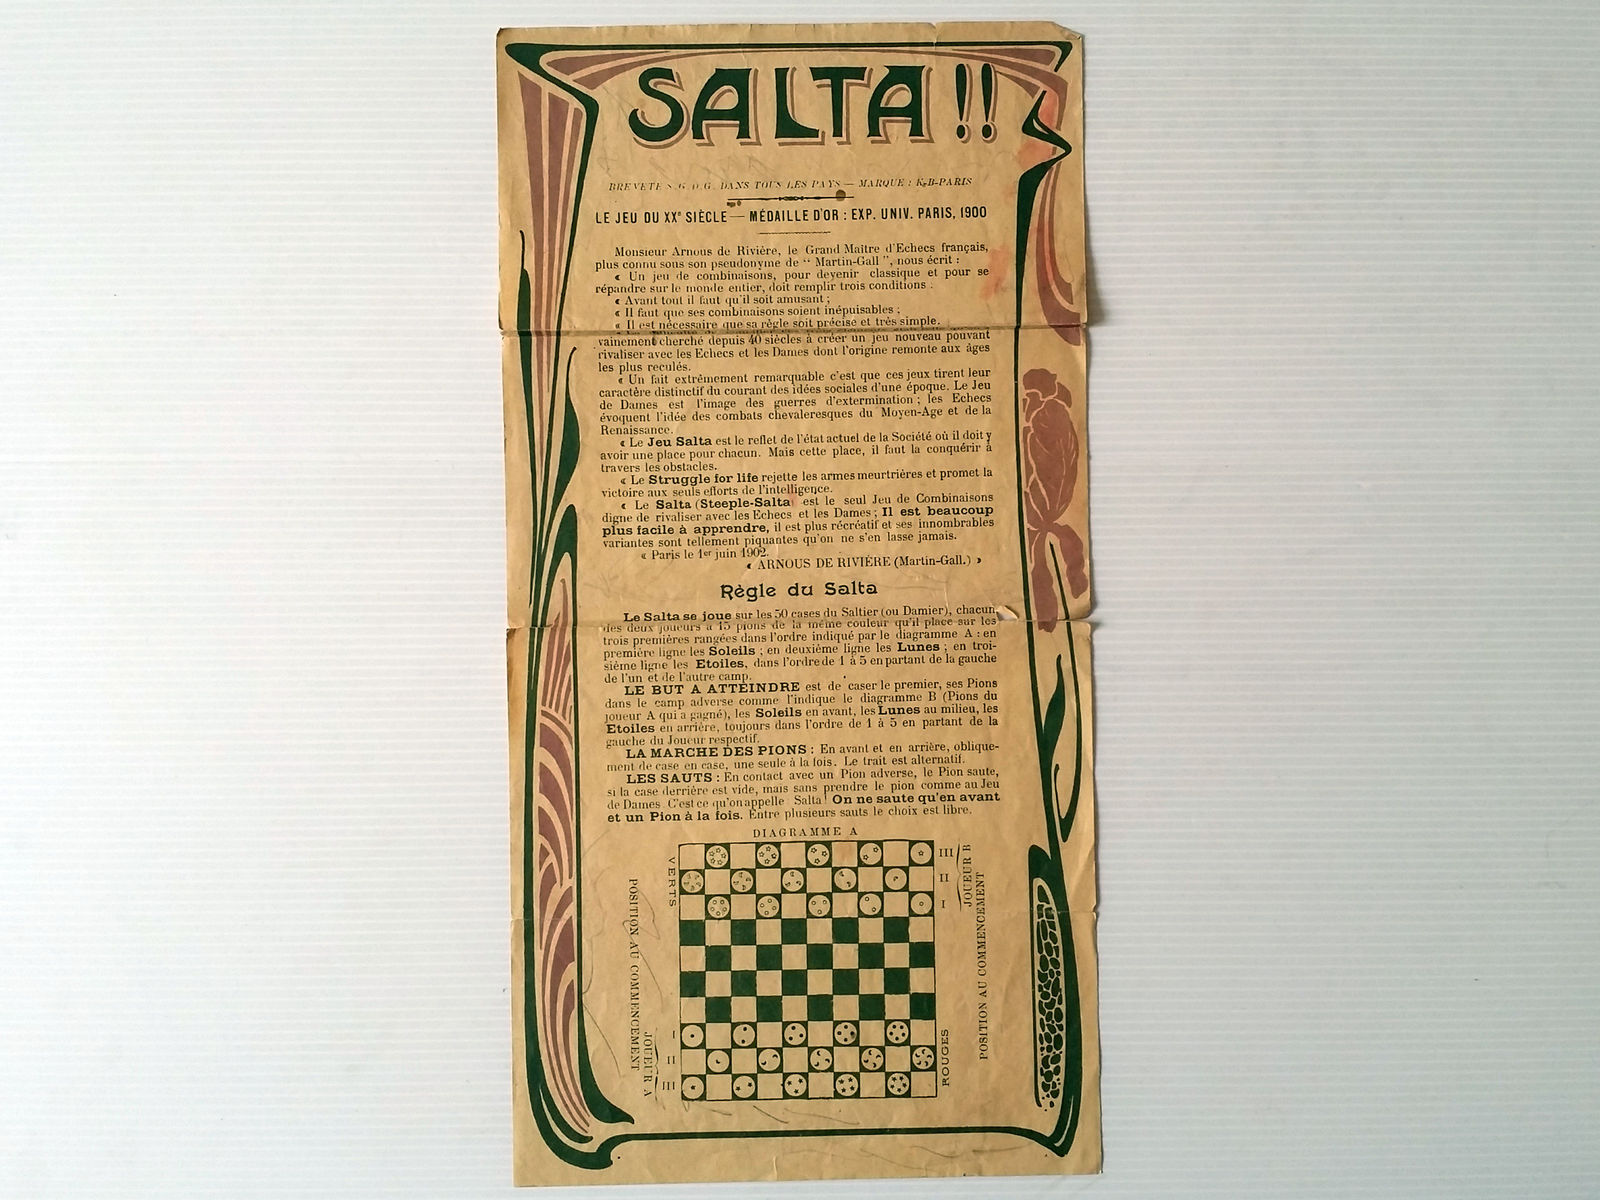 SALTA !!
BREVETÉ S. G. D. G. DANS TOUS LES PAYS — MARQUE : K&B-PARIS
LE JEU DU XXᵉ SIÈCLE — MÉDAILLE D'OR : EXP. UNIV. PARIS, 1900
Monsieur Arnous de Rivière, le Grand Maître d'Echecs français,
plus connu sous son pseudonyme de “ Martin-Gall ”, nous écrit :
« Un jeu de combinaisons, pour devenir classique et pour se
répandre sur le monde entier, doit remplir trois conditions :
« Avant tout il faut qu'il soit amusant ;
« Il faut que ses combinaisons soient inépuisables ;
« Il est nécessaire que sa règle soit précise et très simple.
vainement cherché depuis 40 siècles à créer un jeu nouveau pouvant
rivaliser avec les Echecs et les Dames dont l'origine remonte aux âges
les plus reculés.
« Un fait extrêmement remarquable c'est que ces jeux tirent leur
caractère distinctif du courant des idées sociales d'une époque. Le Jeu
de Dames est l'image des guerres d'extermination ; les Echecs
évoquent l'idée des combats chevaleresques du Moyen-Age et de la
Renaissance.
« Le Jeu Salta est le reflet de l'état actuel de la Société où il doit y
avoir une place pour chacun. Mais cette place, il faut la conquérir à
travers les obstacles.
« Le Struggle for life rejette les armes meurtrières et promet la
victoire aux seuls efforts de l'intelligence.
« Le Salta (Steeple-Salta est le seul Jeu de Combinaisons
digne de rivaliser avec les Echecs et les Dames ; Il est beaucoup
plus facile à apprendre, il est plus récréatif et ses innombrables
variantes sont tellement piquantes qu'on ne s'en lasse jamais.
« Paris le 1er juin 1902.
« ARNOUS DE RIVIÈRE (Martin-Gall.) »
Règle du Salta
Le Salta se joue sur les 50 cases du Saltier (ou Damier), chacun
des deux joueurs a 15 pions de la même couleur qu'il place sur les
trois premières rangées dans l'ordre indiqué par le diagramme A : en
première ligne les Soleils ; en deuxième ligne les Lunes ; en troi-
sième ligne les Etoiles, dans l'ordre de 1 à 5 en partant de la gauche
de l'un et de l'autre camp.
LE BUT A ATTEINDRE est de caser le premier, ses Pions
dans le camp adverse comme l'indique le diagramme B (Pions du
joueur A qui a gagné), les Soleils en avant, les Lunes au milieu, les
Etoiles en arrière, toujours dans l'ordre de 1 à 5 en partant de la
gauche du Joueur respectif.
LA MARCHE DES PIONS : En avant et en arrière, oblique-
ment de case en case, une seule à la fois. Le trait est alternatif.
LES SAUTS : En contact avec un Pion adverse, le Pion saute,
si la case derrière est vide, mais sans prendre le pion comme au Jeu
de Dames. C'est ce qu'on appelle Salta ! On ne saute qu'en avant
et un Pion à la fois. Entre plusieurs sauts le choix est libre.
DIAGRAMME A
VERTS
POSITION AU COMMENCEMENT
JOUEUR A
I
II
III
III
II
I
JOUEUR B
POSITION AU COMMENCEMENT
ROUGES